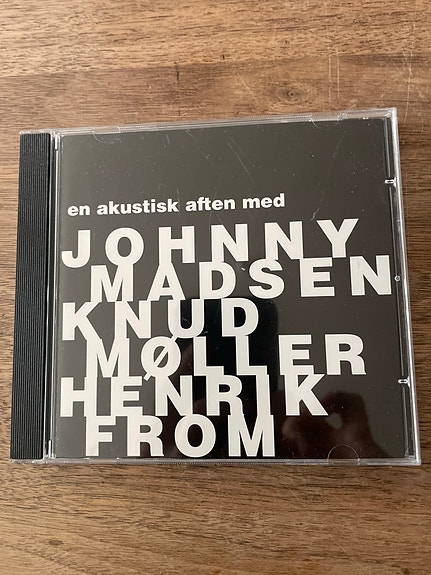 en akustisk aften med
JOHNNY
MADSEN
KNUD
MØLLER
HENRIK
FROM